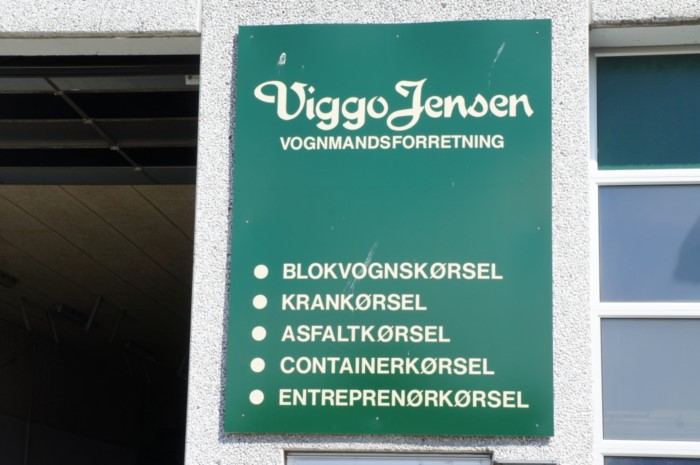 Viggo Jensen
VOGNMANDSFORRETNING
● BLOKVOGNSKØRSEL
● KRANKØRSEL
● ASFALTKØRSEL
● CONTAINERKØRSEL
● ENTREPRENØRKØRSEL